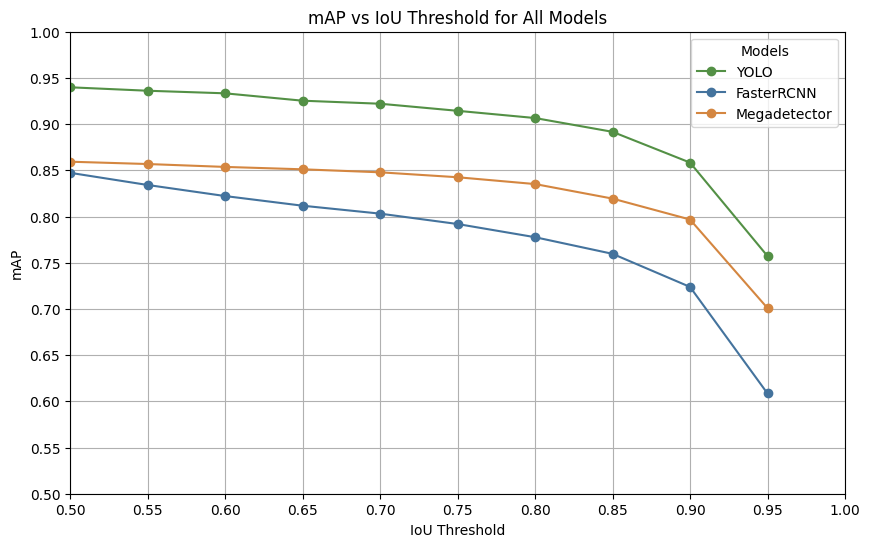 mAP vs IoU Threshold for All Models
1.00
0.95
0.90
0.85
0.80
0.75
0.70
0.65
0.60
0.55
0.50
mAP
Models
YOLO
FasterRCNN
Megadetector
0.50 0.55 0.60 0.65 0.70 0.75 0.80 0.85 0.90 0.95 1.00
IoU Threshold